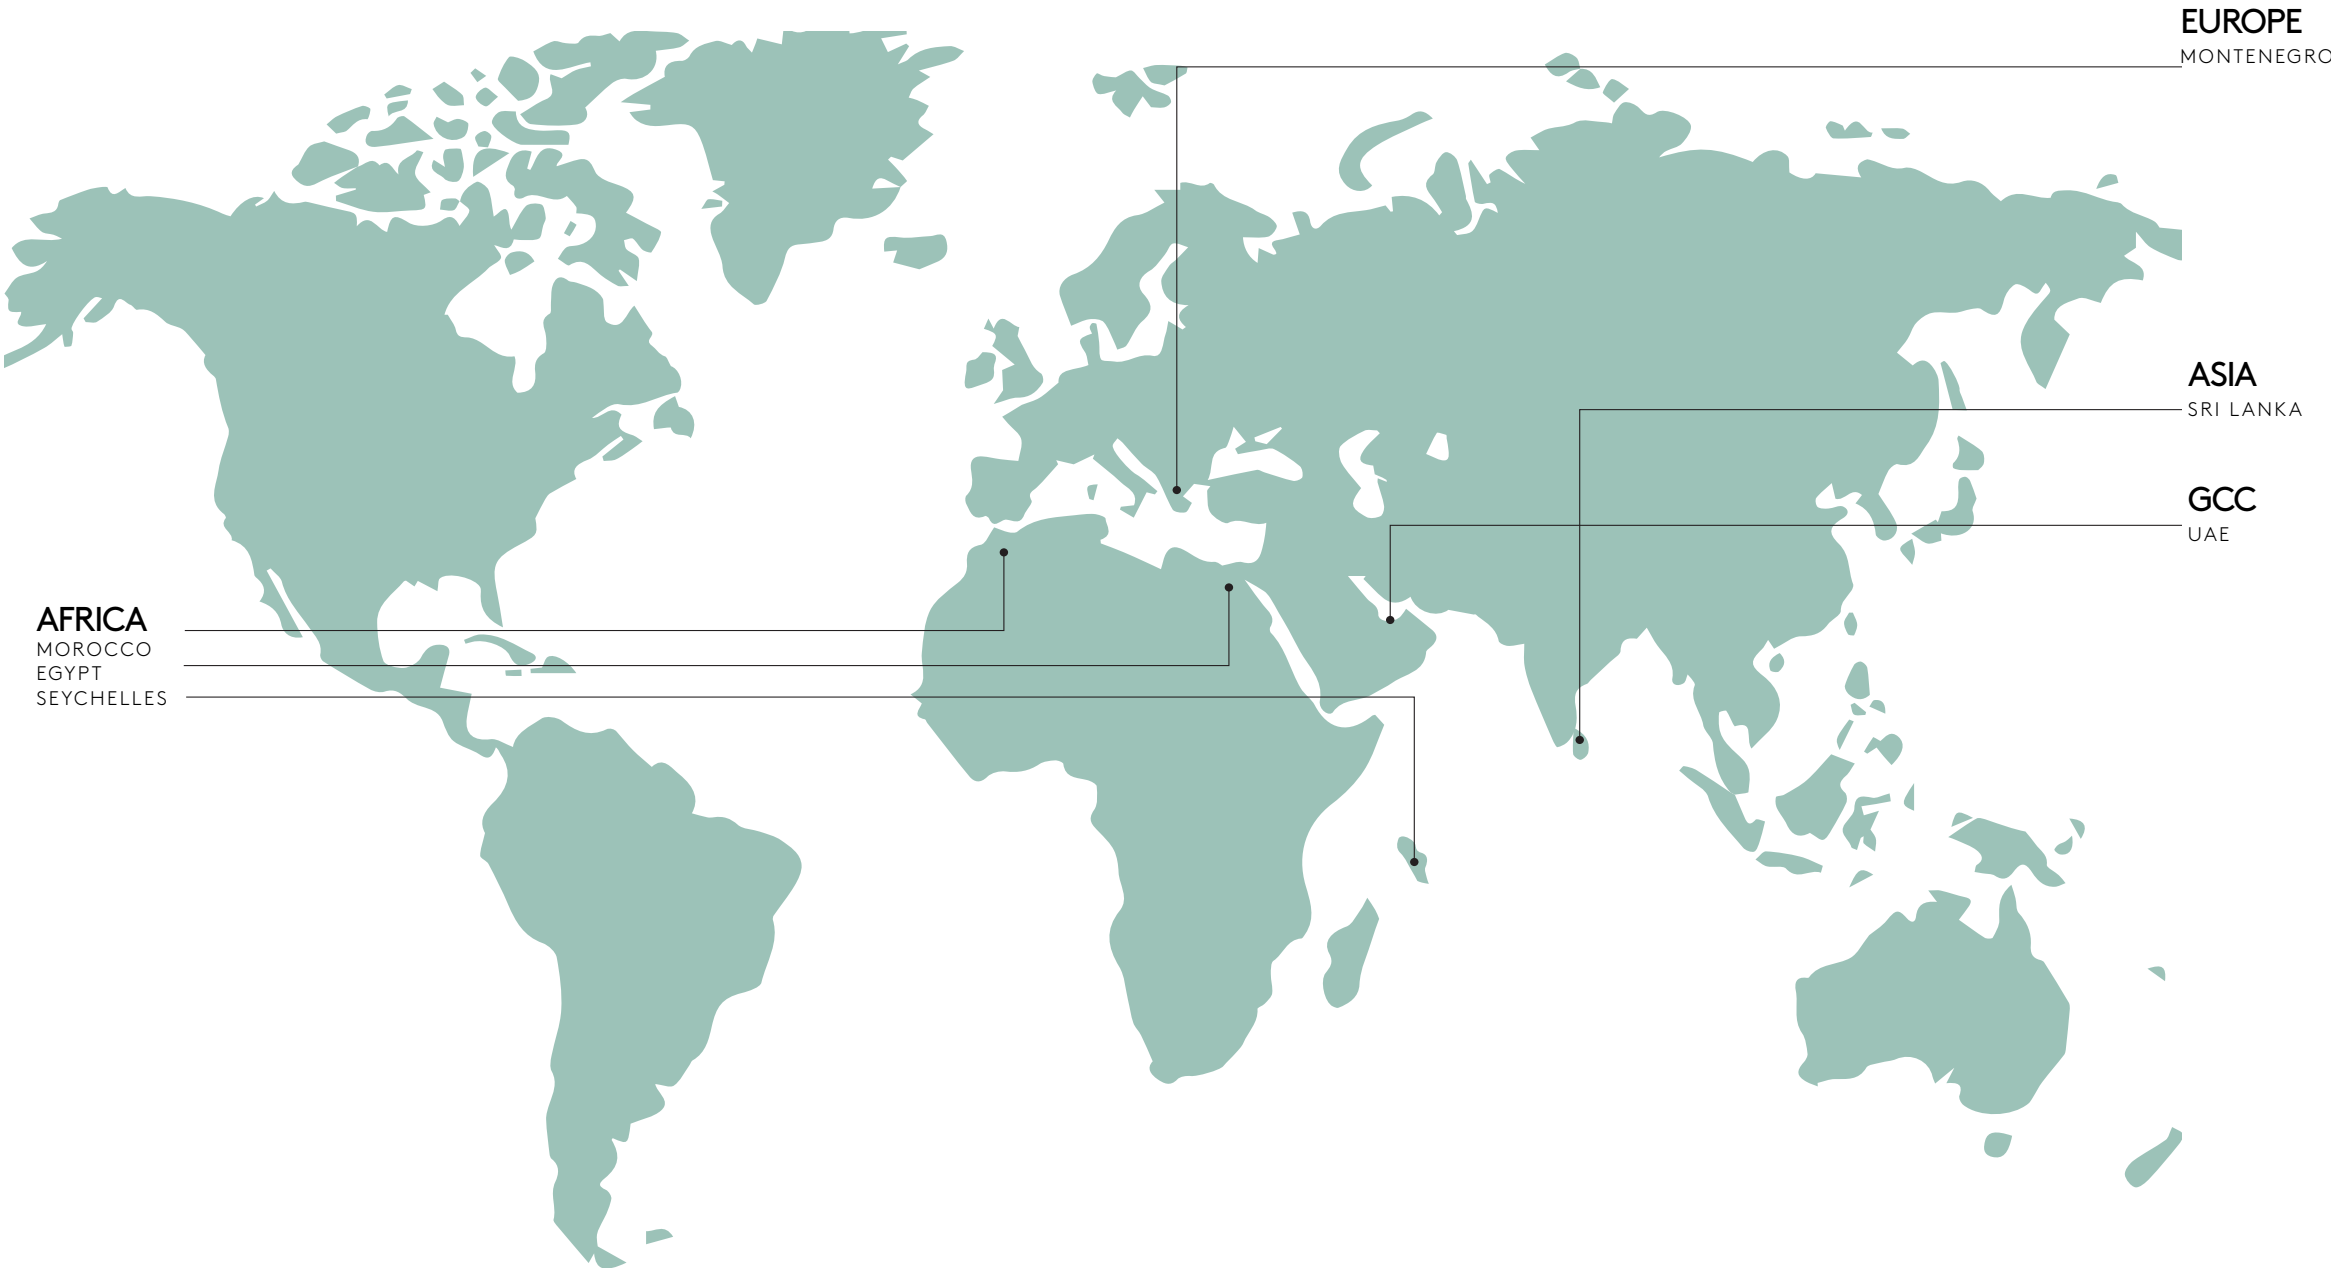 EUROPE
MONTENEGRO
ASIA
SRI LANKA
GCC
UAE
AFRICA
MOROCCO
EGYPT
SEYCHELLES